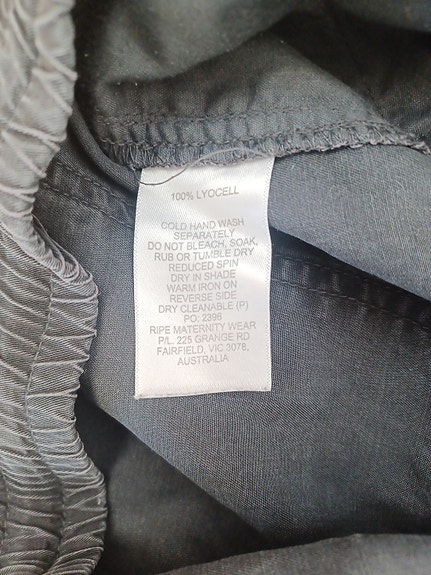 100% LYOCELL
COLD HAND WASH
SEPARATELY
DO NOT BLEACH, SOAK,
RUB OR TUMBLE DRY
REDUCED SPIN
DRY IN SHADE
WARM IRON ON
REVERSE SIDE
DRY CLEANABLE (P)
PO: 2396
RIPE MATERNITY WEAR
P/L. 225 GRANGE RD
FAIRFIELD, VIC 3078,
AUSTRALIA